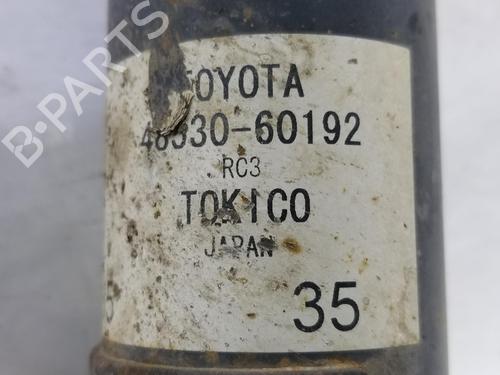 TOYOTA
48530-60192
RC3
TOKICO
JAPAN
35
B-PARTS